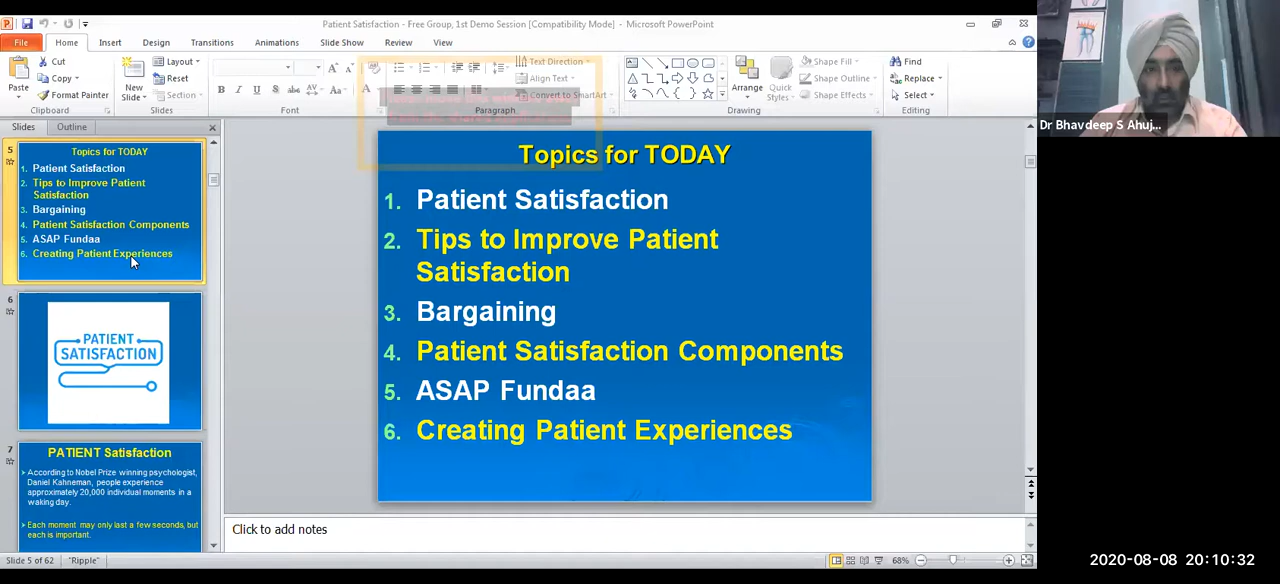 Patient Satisfaction - Free Group, 1st Demo Session [Compatibility Mode] - Microsoft PowerPoint
File Home Insert Design Transitions Animations Slide Show Review View
Paste
Cut
Copy
Format Painter
Clipboard
New Slide
Layout
Reset
Section
Slides
B I U S abc AV Aa A
Font
Text Direction
Align Text
Convert to SmartArt
Paragraph
Arrange
Quick Styles
Shape Fill
Shape Outline
Shape Effects
Drawing
Find
Replace
Select
Editing
Dr Bhavdeep S Ahuj...
Slides Outline
5
Topics for TODAY
1. Patient Satisfaction
2. Tips to Improve Patient
Satisfaction
3. Bargaining
4. Patient Satisfaction Components
5. ASAP Fundaa
6. Creating Patient Experiences
6
PATIENT
SATISFACTION
7
PATIENT Satisfaction
According to Nobel Prize winning psychologist,
Daniel Kahneman, people experience
approximately 20,000 individual moments in a
waking day.
Each moment may only last a few seconds, but
each is important.
Topics for TODAY
1. Patient Satisfaction
2. Tips to Improve Patient
Satisfaction
3. Bargaining
4. Patient Satisfaction Components
5. ASAP Fundaa
6. Creating Patient Experiences
Click to add notes
Slide 5 of 62 "Ripple" 68%
2020-08-08 20:10:32